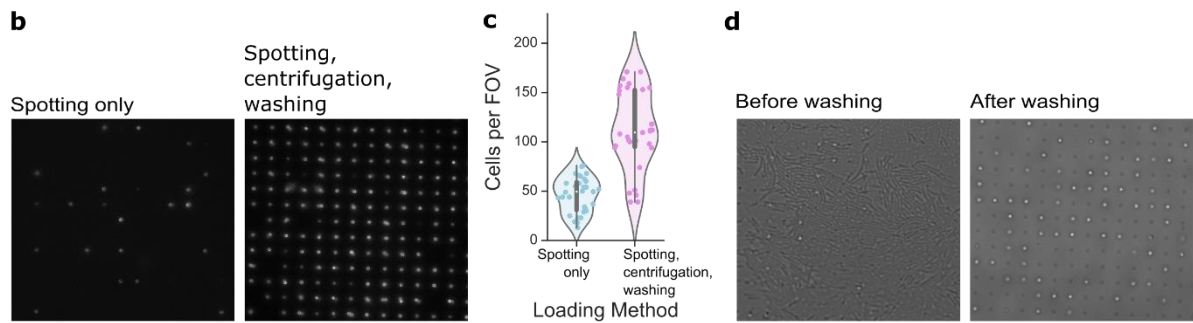 b
Spotting only
Spotting,
centrifugation,
washing
c
Cells per FOV
200
150
100
50
0
Spotting
only
Spotting,
centrifugation,
washing
Loading Method
d
Before washing
After washing